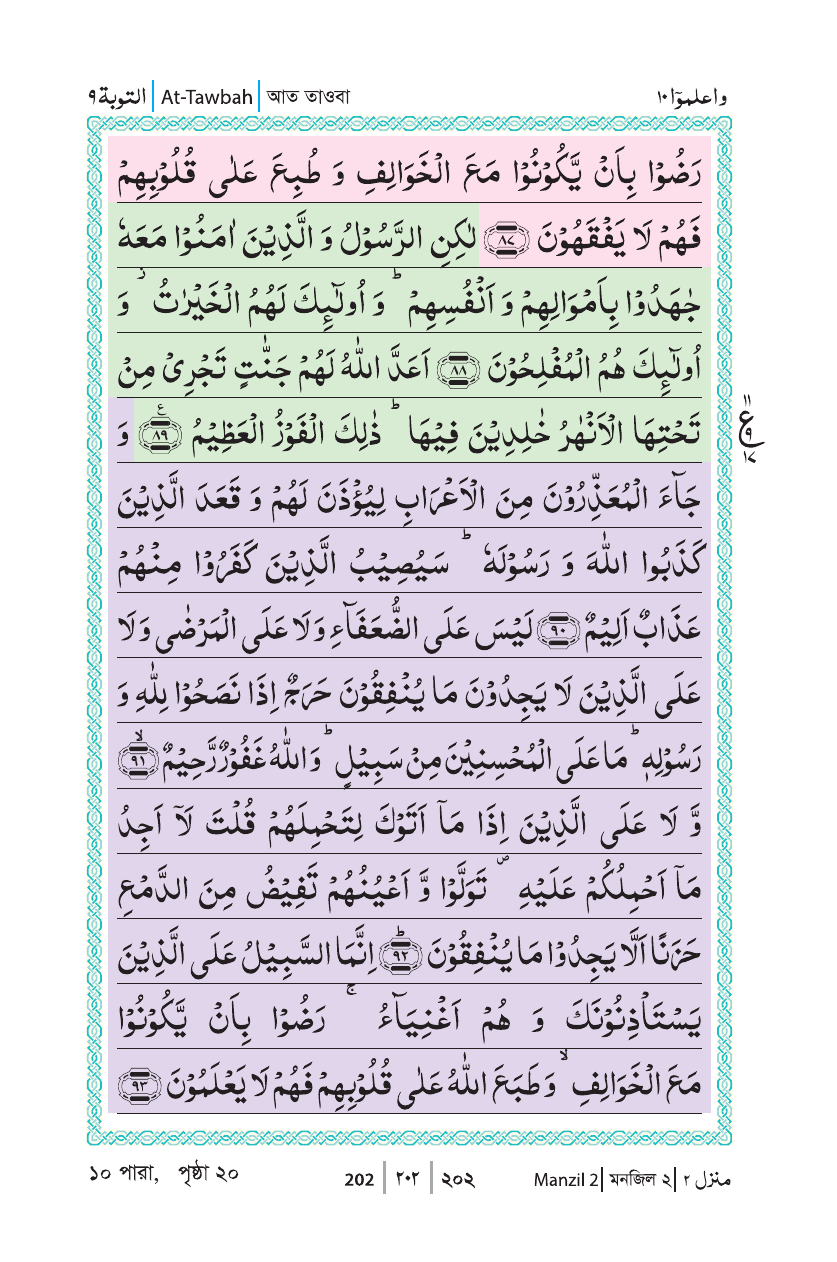 التوبة ٩ | At-Tawbah | আত তাওবা
واعلموٓا ١٠
رَضُوۡا بِاَنۡ يَّكُوۡنُوۡا مَعَ الۡخَوَالِفِ وَ طُبِعَ عَلٰى قُلُوۡبِهِمۡ
فَهُمۡ لَا يَفۡقَهُوۡنَ ﴿٨٧﴾ لٰكِنِ الرَّسُوۡلُ وَ الَّذِيۡنَ اٰمَنُوۡا مَعَهٗ
جٰهَدُوۡا بِاَمۡوَالِهِمۡ وَ اَنۡفُسِهِمۡ ؕ وَ اُولٰٓئِكَ لَهُمُ الۡخَيۡرٰتُ ۫ وَ
اُولٰٓئِكَ هُمُ الۡمُفۡلِحُوۡنَ ﴿٨٨﴾ اَعَدَّ اللّٰهُ لَهُمۡ جَنّٰتٍ تَجۡرِىۡ مِنۡ
تَحۡتِهَا الۡاَنۡهٰرُ خٰلِدِيۡنَ فِيۡهَا ؕ ذٰلِكَ الۡفَوۡزُ الۡعَظِيۡمُ ﴿٨٩﴾ ع وَ
١١ ع ٩ ١٧
جَآءَ الۡمُعَذِّرُوۡنَ مِنَ الۡاَعۡرَابِ لِيُؤۡذَنَ لَهُمۡ وَ قَعَدَ الَّذِيۡنَ
كَذَبُوا اللّٰهَ وَ رَسُوۡلَهٗ ؕ سَيُصِيۡبُ الَّذِيۡنَ كَفَرُوۡا مِنۡهُمۡ
عَذَابٌ اَلِيۡمٌ ﴿٩٠﴾ لَيۡسَ عَلَى الضُّعَفَآءِ وَلَا عَلَى الۡمَرۡضٰى وَلَا
عَلَى الَّذِيۡنَ لَا يَجِدُوۡنَ مَا يُنۡفِقُوۡنَ حَرَجٌ اِذَا نَصَحُوۡا لِلّٰهِ وَ
رَسُوۡلِهٖ ؕ مَا عَلَى الۡمُحۡسِنِيۡنَ مِنۡ سَبِيۡلٍ ؕ وَاللّٰهُ غَفُوۡرٌ رَّحِيۡمٌ ۙ ﴿٩١﴾
وَّ لَا عَلَى الَّذِيۡنَ اِذَا مَاۤ اَتَوۡكَ لِتَحۡمِلَهُمۡ قُلۡتَ لَاۤ اَجِدُ
مَاۤ اَحۡمِلُكُمۡ عَلَيۡهِ ۪ تَوَلَّوۡا وَّ اَعۡيُنُهُمۡ تَفِيۡضُ مِنَ الدَّمۡعِ
حَزَنًا اَلَّا يَجِدُوۡا مَا يُنۡفِقُوۡنَ ؕ ﴿٩٢﴾ اِنَّمَا السَّبِيۡلُ عَلَى الَّذِيۡنَ
يَسۡتَاۡذِنُوۡنَكَ وَ هُمۡ اَغۡنِيَآءُ ۚ رَضُوۡا بِاَنۡ يَّكُوۡنُوۡا
مَعَ الۡخَوَالِفِ ۙ وَ طَبَعَ اللّٰهُ عَلٰى قُلُوۡبِهِمۡ فَهُمۡ لَا يَعۡلَمُوۡنَ ﴿٩٣﴾
১০ পারা, পৃষ্ঠা ২০
202 | ٢٠٢ | ২০২
Manzil 2 | মনজিল ২ | منزل ٢